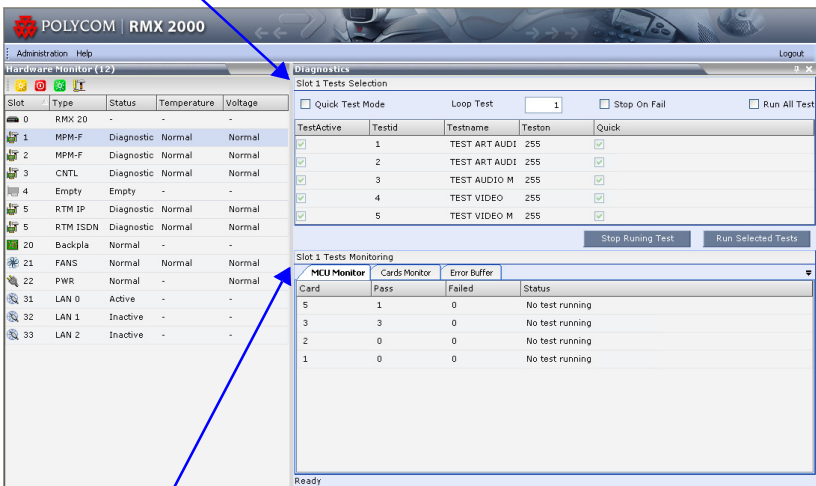 POLYCOM | RMX 2000
Administration Help Logout
Hardware Monitor (12)
Slot Type Status Temperature Voltage
0 RMX 20 - - -
1 MPM-F Diagnostic Normal Normal
2 MPM-F Diagnostic Normal Normal
3 CNTL Diagnostic Normal Normal
4 Empty Empty - -
5 RTM IP Diagnostic Normal Normal
5 RTM ISDN Diagnostic Normal Normal
20 Backpla Normal - -
21 FANS Normal Normal Normal
22 PWR Normal - Normal
31 LAN 0 Active - -
32 LAN 1 Inactive - -
33 LAN 2 Inactive - -
Diagnostics
Slot 1 Tests Selection
Quick Test Mode Loop Test 1 Stop On Fail Run All Test
TestActive Testid Testname Teston Quick
1 TEST ART AUDI 255
2 TEST ART AUDI 255
3 TEST AUDIO M 255
4 TEST VIDEO 255
5 TEST VIDEO M 255
Stop Runing Test Run Selected Tests
Slot 1 Tests Monitoring
MCU Monitor Cards Monitor Error Buffer
Card Pass Failed Status
5 1 0 No test running
3 3 0 No test running
2 0 0 No test running
1 0 0 No test running
Ready